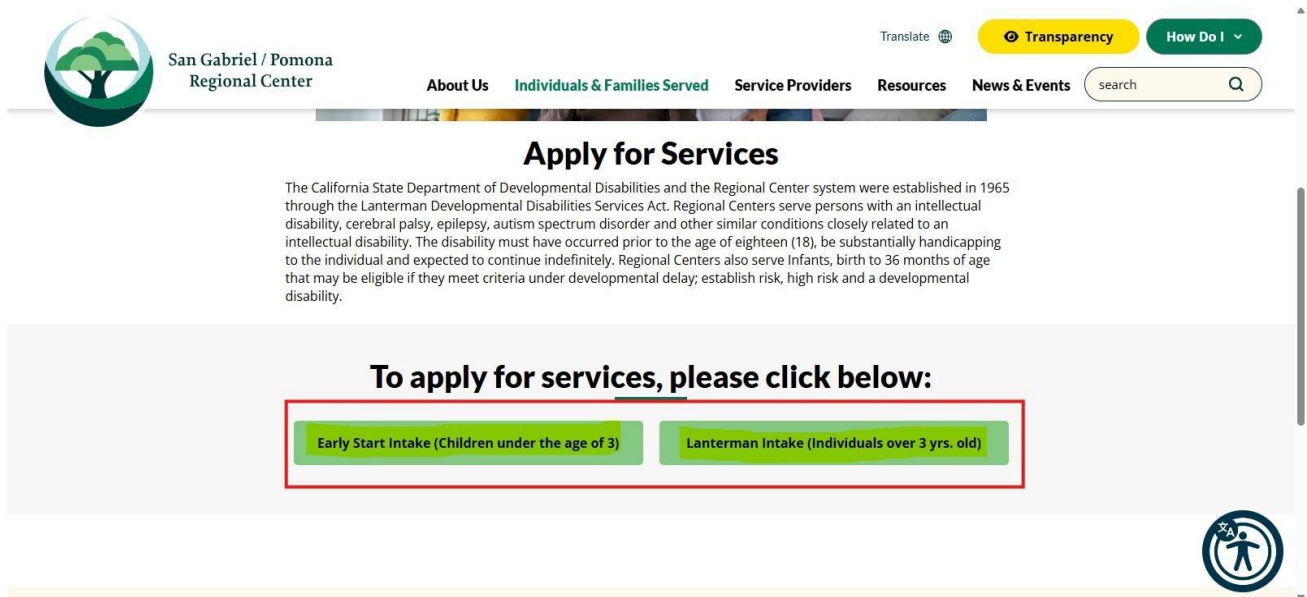 Translate
Transparency
How Do I
San Gabriel / Pomona
Regional Center
About Us
Individuals & Families Served
Service Providers
Resources
News & Events
search
Apply for Services
The California State Department of Developmental Disabilities and the Regional Center system were established in 1965
through the Lanterman Developmental Disabilities Services Act. Regional Centers serve persons with an intellectual
disability, cerebral palsy, epilepsy, autism spectrum disorder and other similar conditions closely related to an
intellectual disability. The disability must have occurred prior to the age of eighteen (18), be substantially handicapping
to the individual and expected to continue indefinitely. Regional Centers also serve Infants, birth to 36 months of age
that may be eligible if they meet criteria under developmental delay; establish risk, high risk and a developmental
disability.
To apply for services, please click below:
Early Start Intake (Children under the age of 3)
Lanterman Intake (Individuals over 3 yrs. old)
文A